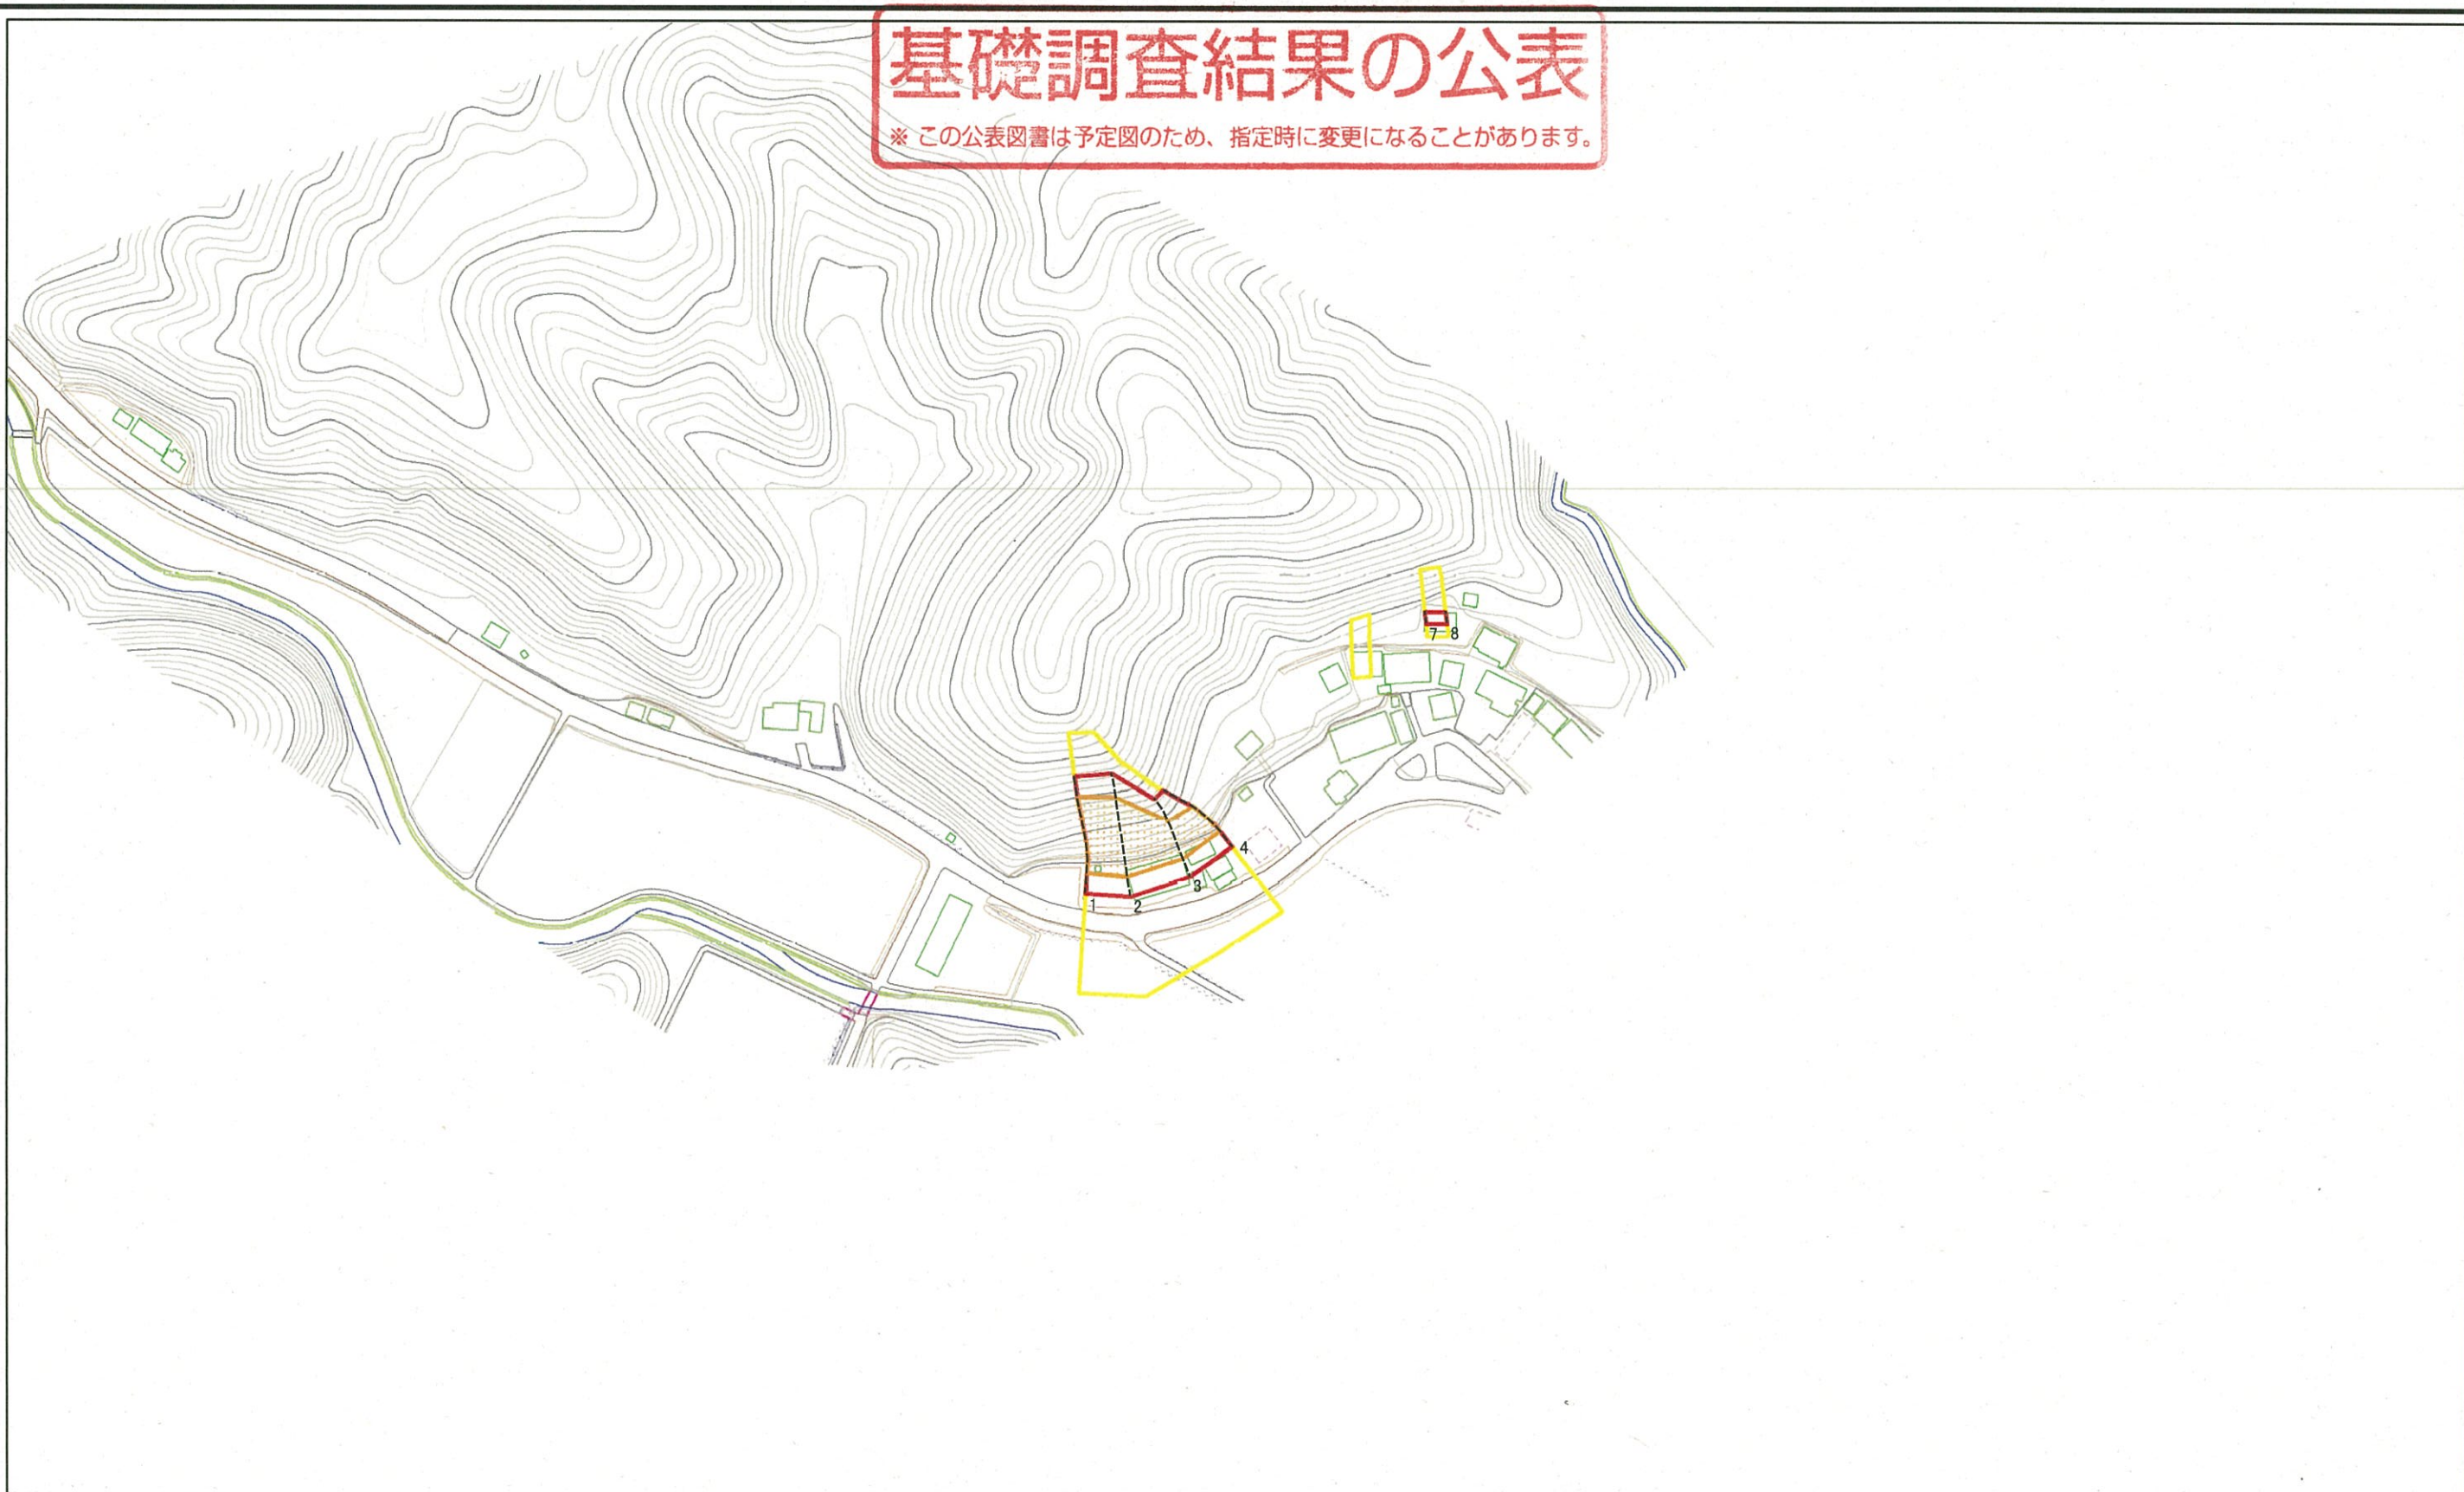 基礎調査結果の公表
※ この公表図書は予定図のため、指定時に変更になることがあります。
7 8
4
3
1 2